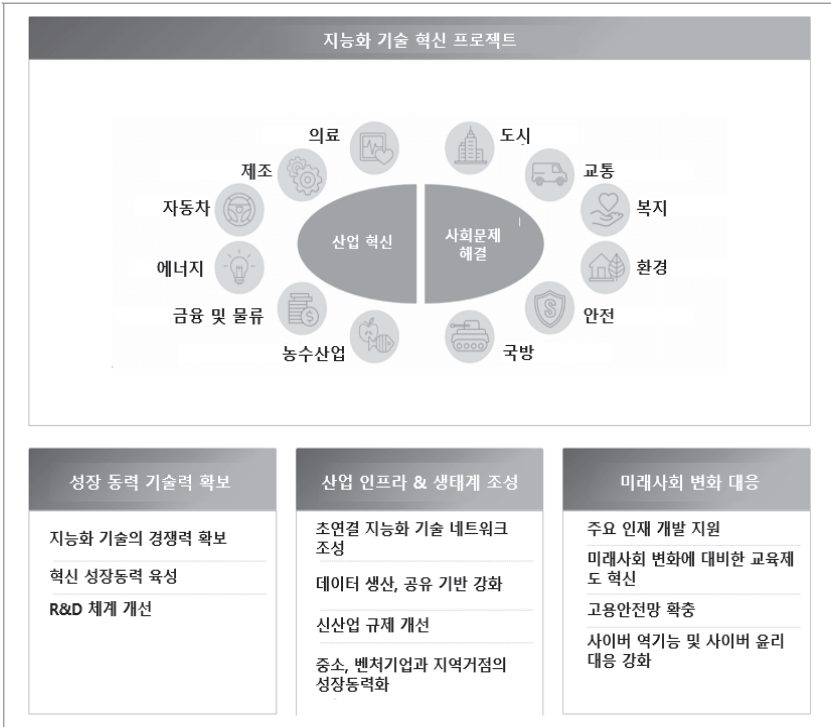 지능화 기술 혁신 프로젝트
의료
제조
자동차
에너지
금융 및 물류
농수산업
산업 혁신
사회문제
해결
도시
교통
복지
환경
안전
국방
성장 동력 기술력 확보
지능화 기술의 경쟁력 확보
혁신 성장동력 육성
R&D 체계 개선
산업 인프라 & 생태계 조성
초연결 지능화 기술 네트워크
조성
데이터 생산, 공유 기반 강화
신산업 규제 개선
중소, 벤처기업과 지역거점의
성장동력화
미래사회 변화 대응
주요 인재 개발 지원
미래사회 변화에 대비한 교육제
도 혁신
고용안전망 확충
사이버 역기능 및 사이버 윤리
대응 강화